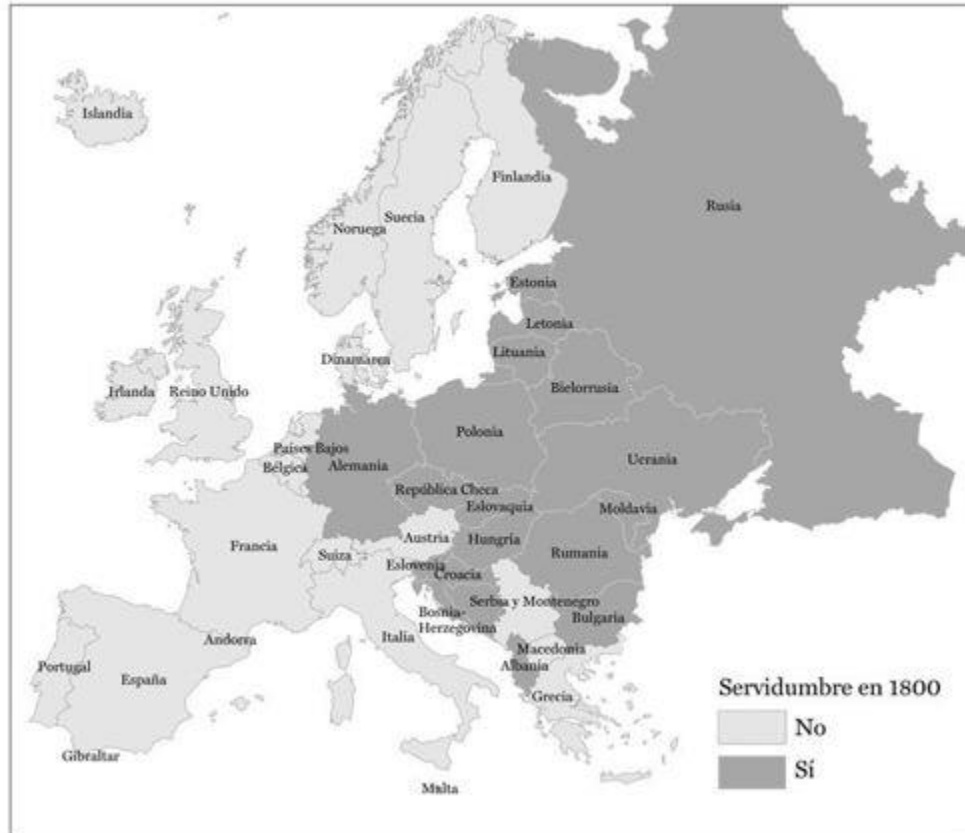 Islandia
Finlandia
Rusia
Suecia
Noruega
Estonia
Letonia
Dinamarca
Lituania
Irlanda
Reino Unido
Bielorrusia
Polonia
Países Bajos
Bélgica
Alemania
Ucrania
República Checa
Eslovaquia
Moldavia
Austria
Hungría
Francia
Suiza
Rumanía
Eslovenia
Croacia
Serbia y Montenegro
Bosnia-
Herzegovina
Bulgaria
Andorra
Italia
Macedonia
Albania
Portugal
España
Grecia
Gibraltar
Malta
Servidumbre en 1800
No
Sí